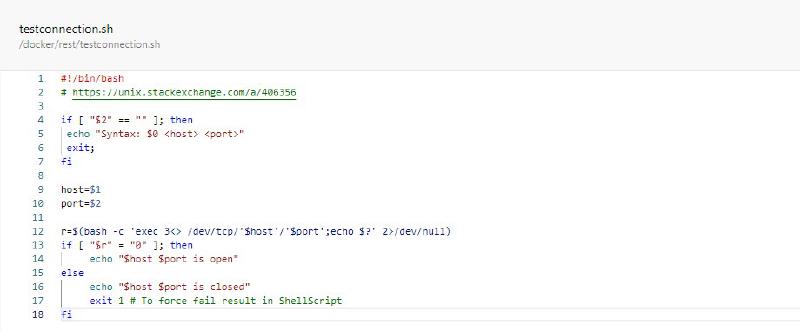 testconnection.sh
/docker/rest/testconnection.sh
1 #!/bin/bash
2 # https://unix.stackexchange.com/a/406356
3
4 if [ "$2" == "" ]; then
5 echo "Syntax: $0 <host> <port>"
6 exit;
7 fi
8
9 host=$1
10 port=$2
11
12 r=$(bash -c 'exec 3<> /dev/tcp/'$host'/'$port';echo $?' 2>/dev/null)
13 if [ "$r" = "0" ]; then
14 echo "$host $port is open"
15 else
16 echo "$host $port is closed"
17 exit 1 # To force fail result in ShellScript
18 fi